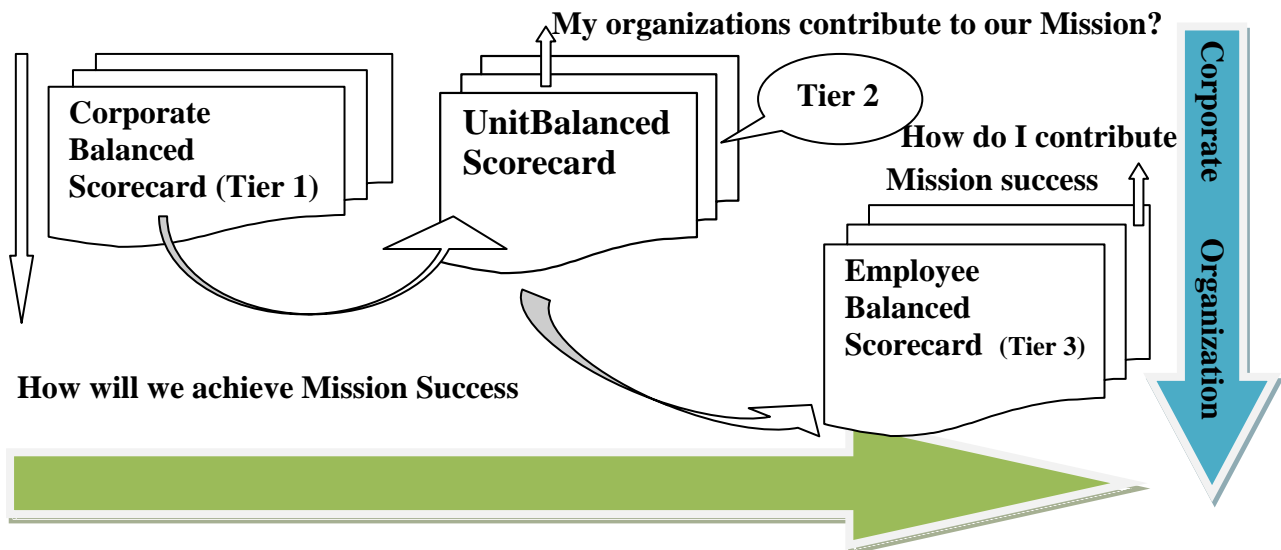 My organizations contribute to our Mission?
Corporate
Balanced
Scorecard (Tier 1)
UnitBalanced
Scorecard
Tier 2
How do I contribute
Mission success
Employee
Balanced
Scorecard (Tier 3)
How will we achieve Mission Success
Corporate Organization